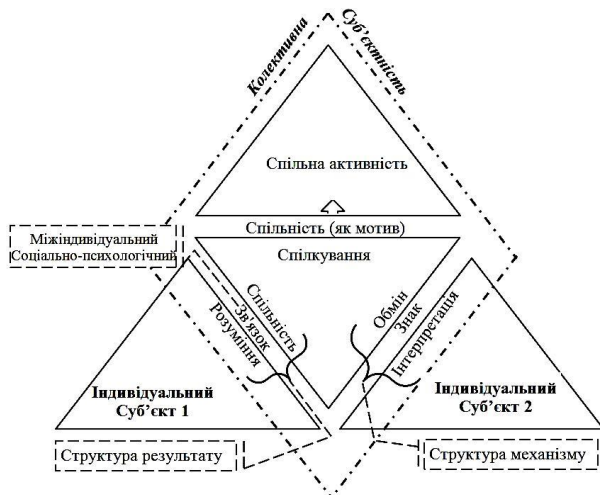 Колективна
Суб’єктність
Спільна активність
Спільність (як мотив)
Міжіндивідуальний
Соціально-психологічний
Спілкування
Спільність
Зв’язок
Розуміння
Обмін
Знак
Інтерпретація
Індивідуальний
Суб’єкт 1
Індивідуальний
Суб’єкт 2
Структура результату
Структура механізму